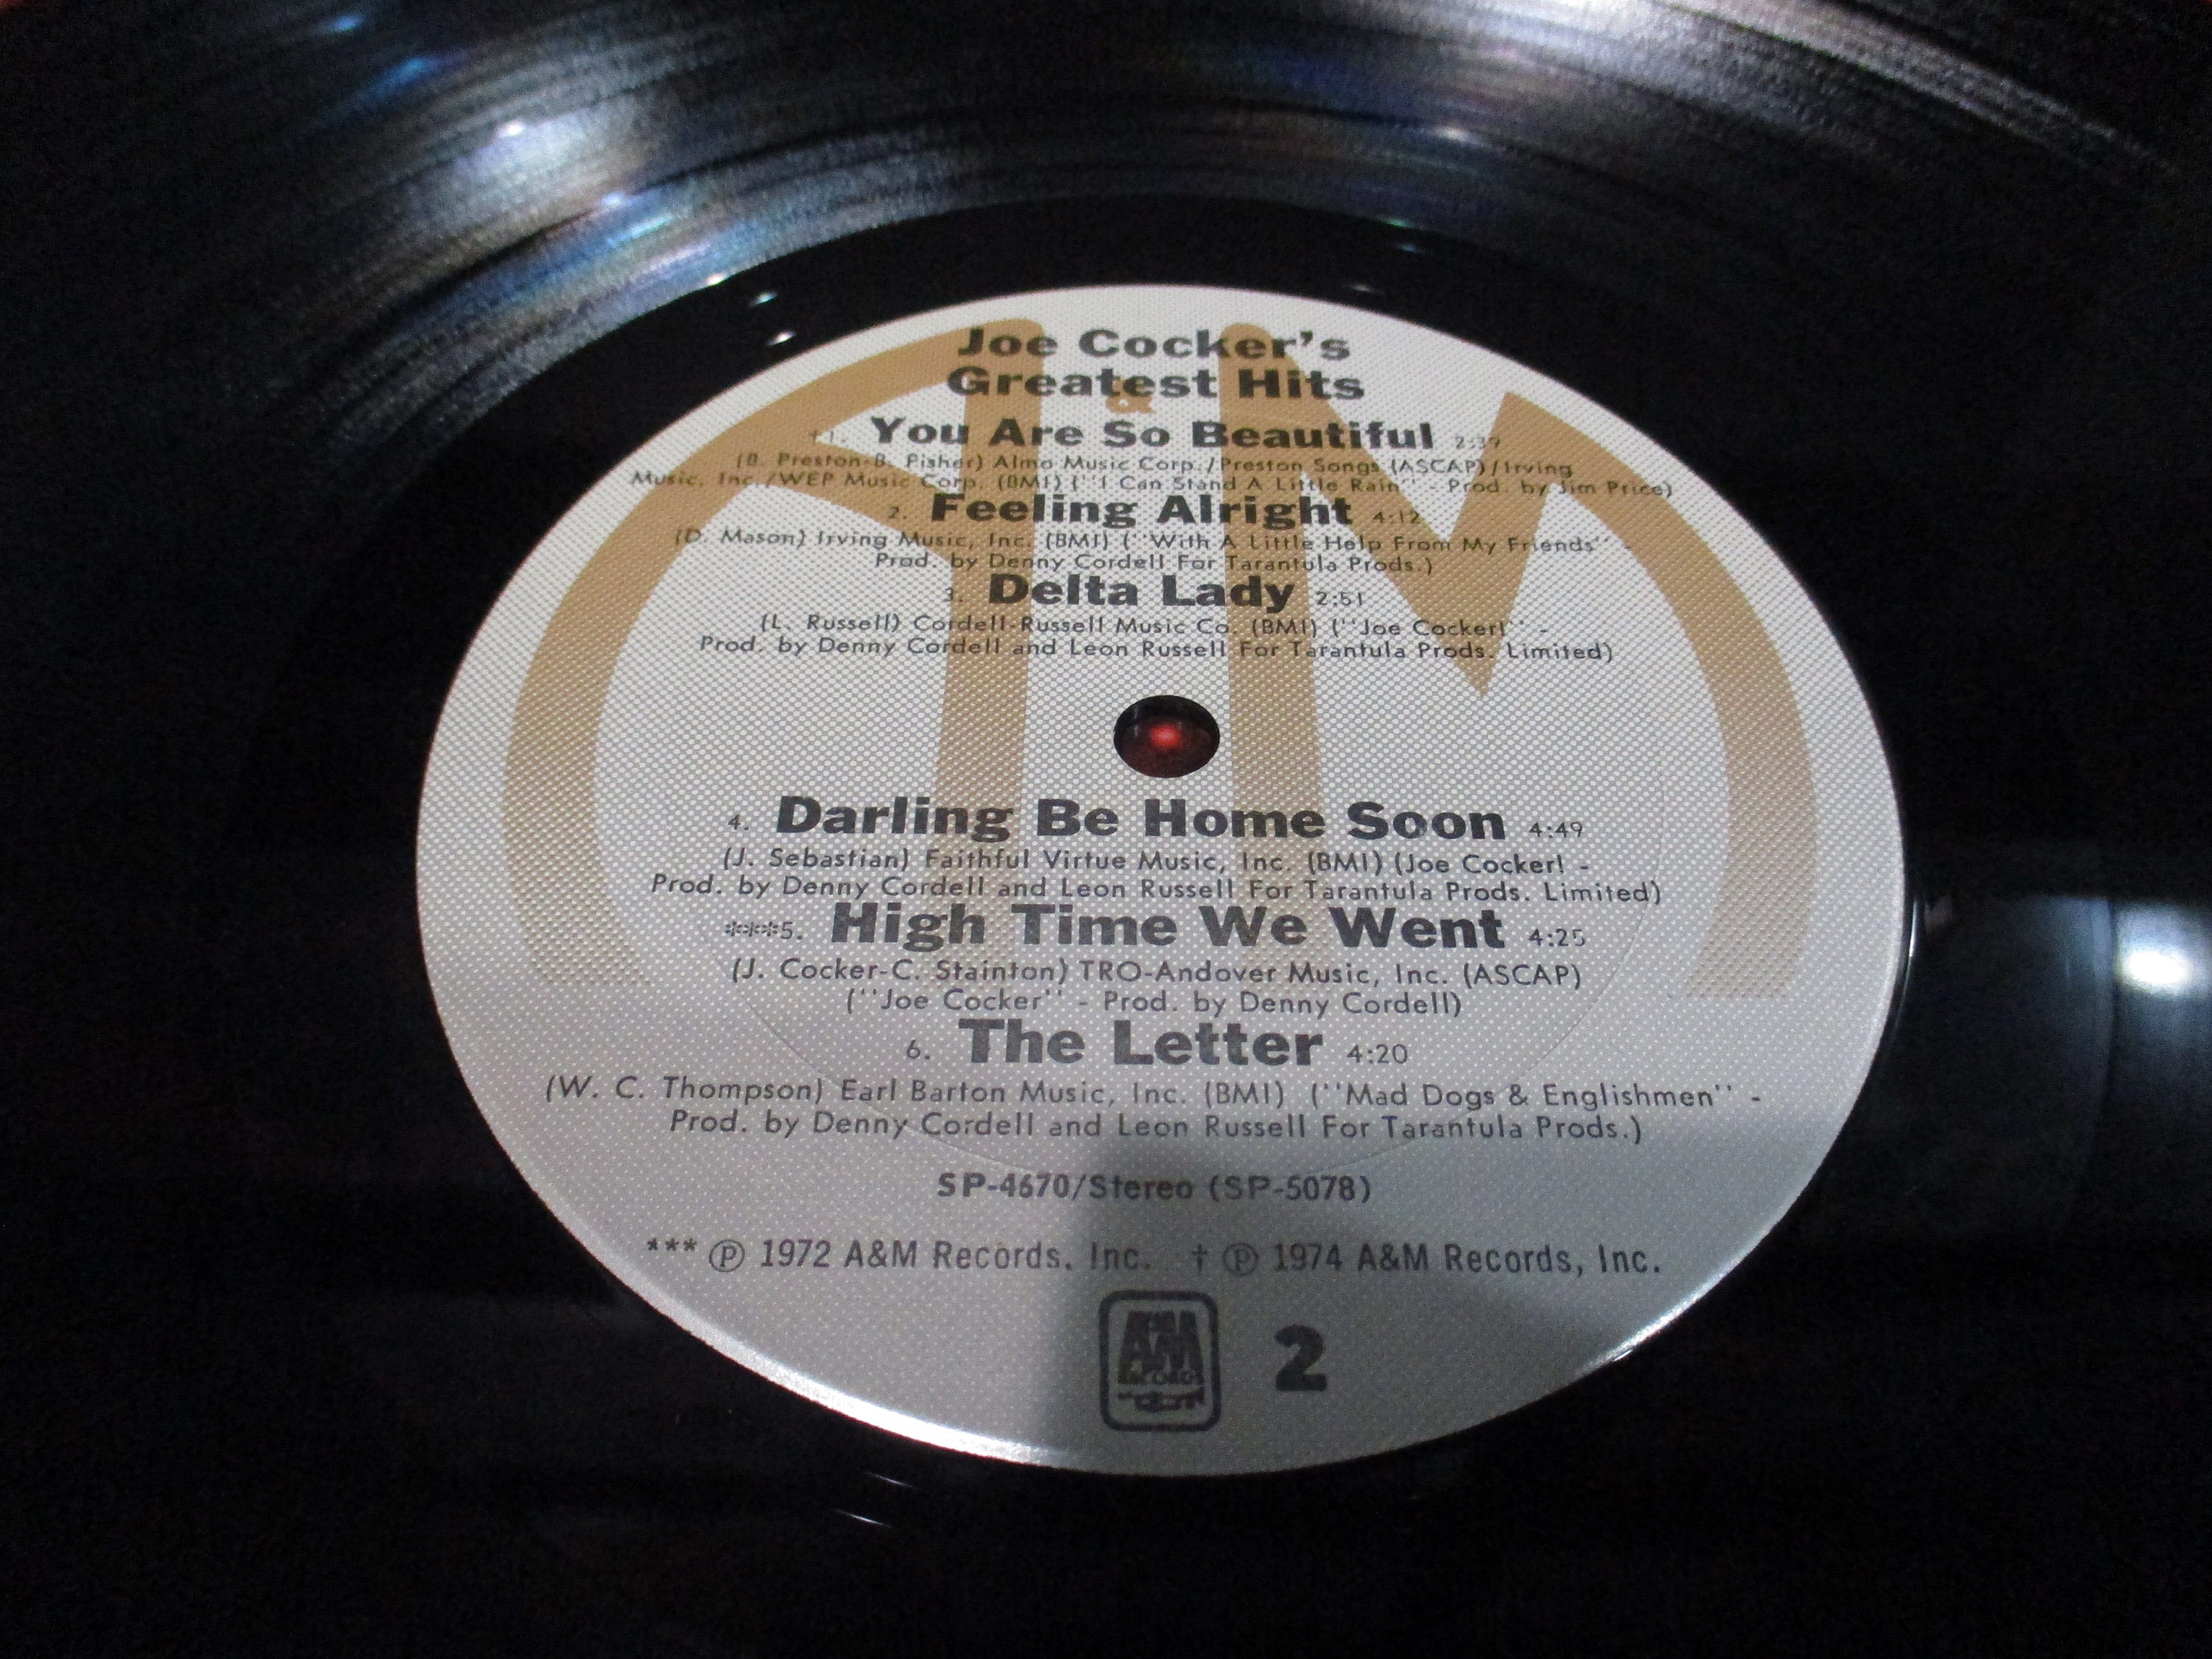 Joe Cocker's
Greatest Hits
&
†1. You Are So Beautiful 2:39
(B. Preston-B. Fisher) Almo Music Corp./Preston Songs (ASCAP)/Irving
Music, Inc./WEP Music Corp. (BMI) (''I Can Stand A Little Rain'' - Prod. by Jim Price)
2. Feeling Alright 4:12
(D. Mason) Irving Music, Inc. (BMI) (''With A Little Help From My Friends'' -
Prod. by Denny Cordell For Tarantula Prods.)
3. Delta Lady 2:51
(L. Russell) Cordell-Russell Music Co. (BMI) (''Joe Cocker!'' -
Prod. by Denny Cordell and Leon Russell For Tarantula Prods. Limited)
4. Darling Be Home Soon 4:49
(J. Sebastian) Faithful Virtue Music, Inc. (BMI) (Joe Cocker! -
Prod. by Denny Cordell and Leon Russell For Tarantula Prods. Limited)
***5. High Time We Went 4:25
(J. Cocker-C. Stainton) TRO-Andover Music, Inc. (ASCAP)
(''Joe Cocker'' - Prod. by Denny Cordell)
6. The Letter 4:20
(W. C. Thompson) Earl Barton Music, Inc. (BMI) (''Mad Dogs & Englishmen'' -
Prod. by Denny Cordell and Leon Russell For Tarantula Prods.)
SP-4670/Stereo (SP-5078)
*** ℗ 1972 A&M Records, Inc. † ℗ 1974 A&M Records, Inc.
A&M RECORDS 2